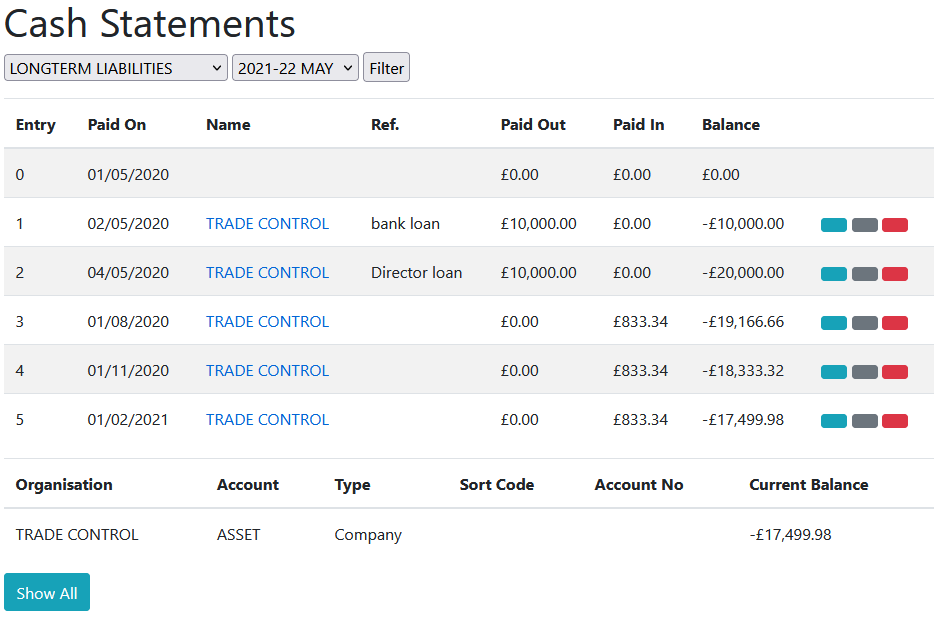 Cash Statements
LONGTERM LIABILITIES 2021-22 MAY Filter
Entry Paid On Name Ref. Paid Out Paid In Balance
0 01/05/2020 £0.00 £0.00 £0.00
1 02/05/2020 TRADE CONTROL bank loan £10,000.00 £0.00 -£10,000.00
2 04/05/2020 TRADE CONTROL Director loan £10,000.00 £0.00 -£20,000.00
3 01/08/2020 TRADE CONTROL £0.00 £833.34 -£19,166.66
4 01/11/2020 TRADE CONTROL £0.00 £833.34 -£18,333.32
5 01/02/2021 TRADE CONTROL £0.00 £833.34 -£17,499.98
Organisation Account Type Sort Code Account No Current Balance
TRADE CONTROL ASSET Company -£17,499.98
Show All